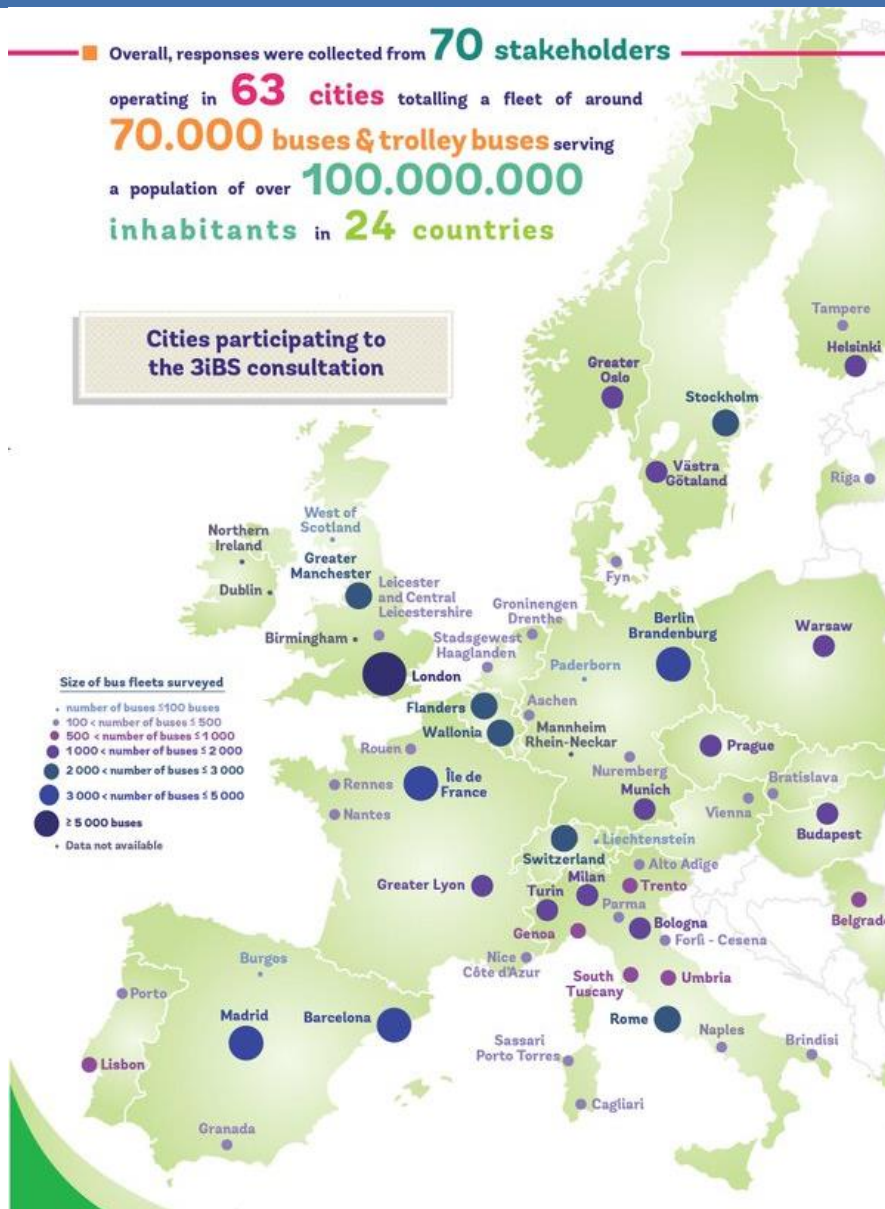 Overall, responses were collected from 70 stakeholders
operating in 63 cities totalling a fleet of around
70.000 buses & trolley buses serving
a population of over 100.000.000
inhabitants in 24 countries
Cities participating to
the 3iBS consultation
Tampere
Helsinki
Greater
Oslo
Stockholm
Västra
Götaland
Riga
West of
Scotland
Northern
Ireland
Greater
Manchester
Dublin
Leicester
and Central
Leicestershire
Fyn
Groninengen
Drenthe
Berlin
Brandenburg
Warsaw
Birmingham
Stadsgewest
Haaglanden
Paderborn
London
Size of bus fleets surveyed
number of buses ≤100 buses
100 < number of buses ≤ 500
500 < number of buses ≤ 1 000
1 000 < number of buses ≤ 2 000
2 000 < number of buses ≤ 3 000
3 000 < number of buses ≤ 5 000
≥ 5 000 buses
Data not available
Flanders
Aachen
Wallonia
Mannheim
Rhein-Neckar
Rouen
Prague
Nuremberg
Rennes
Île de
France
Munich
Bratislava
Vienna
Nantes
Budapest
Liechtenstein
Switzerland
Alto Adige
Greater Lyon
Milan
Trento
Turin
Parma
Belgrade
Genoa
Bologna
Forlì - Cesena
Nice
Côte d'Azur
Burgos
South
Tuscany
Umbria
Porto
Madrid
Barcelona
Rome
Naples
Brindisi
Sassari
Porto Torres
Lisbon
Cagliari
Granada